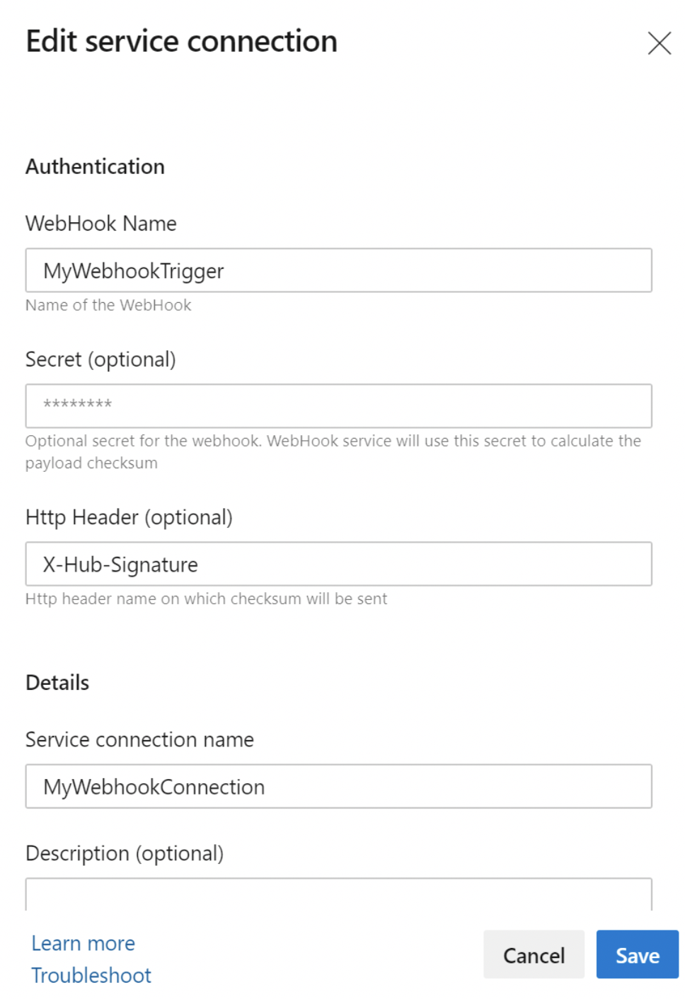 Edit service connection
Authentication
WebHook Name
MyWebhookTrigger
Name of the WebHook
Secret (optional)
********
Optional secret for the webhook. WebHook service will use this secret to calculate the
payload checksum
Http Header (optional)
X-Hub-Signature
Http header name on which checksum will be sent
Details
Service connection name
MyWebhookConnection
Description (optional)
Learn more
Cancel
Save
Troubleshoot